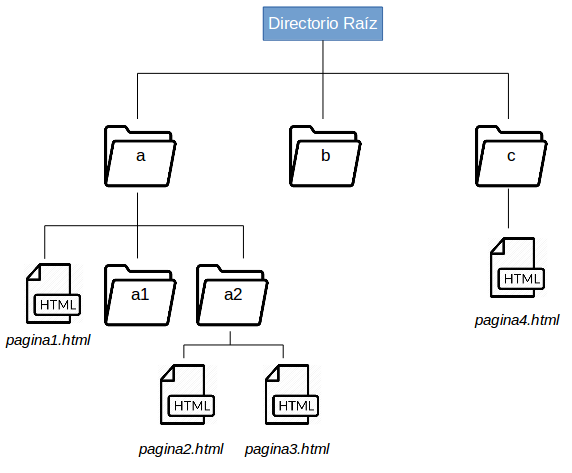 Directorio Raíz
a
b
c
HTML
pagina1.html
a1
a2
HTML
pagina4.html
HTML
pagina2.html
HTML
pagina3.html